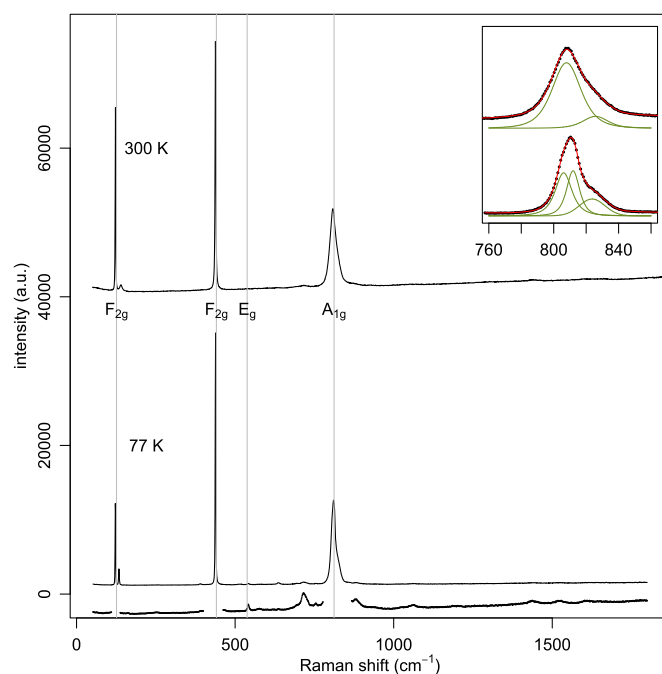 760 800 840
300 K
F2g F2g Eg A1g
77 K
0 20000 40000 60000
intensity (a.u.)
0 500 1000 1500
Raman shift (cm−1)